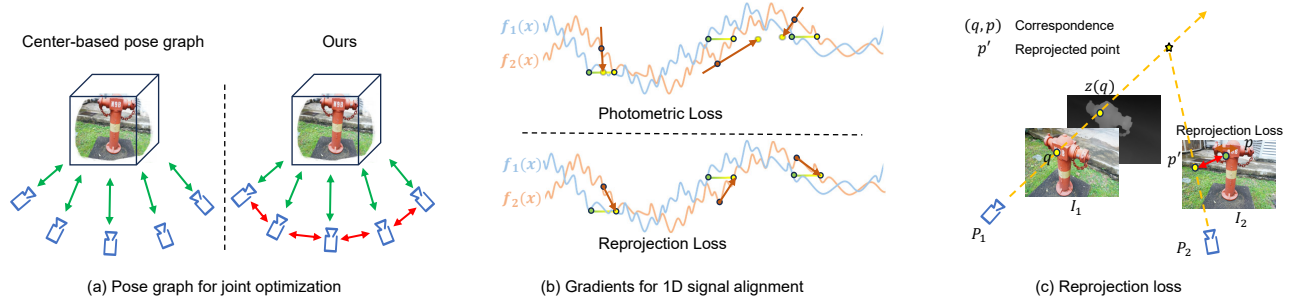 Center-based pose graph
Ours
(a) Pose graph for joint optimization
f₁(x)
f₂(x)
Photometric Loss
f₁(x)
f₂(x)
Reprojection Loss
(b) Gradients for 1D signal alignment
(q, p) Correspondence
p′ Reprojected point
z(q)
Reprojection Loss
q
p′
p
I₁
I₂
P₁
P₂
(c) Reprojection loss